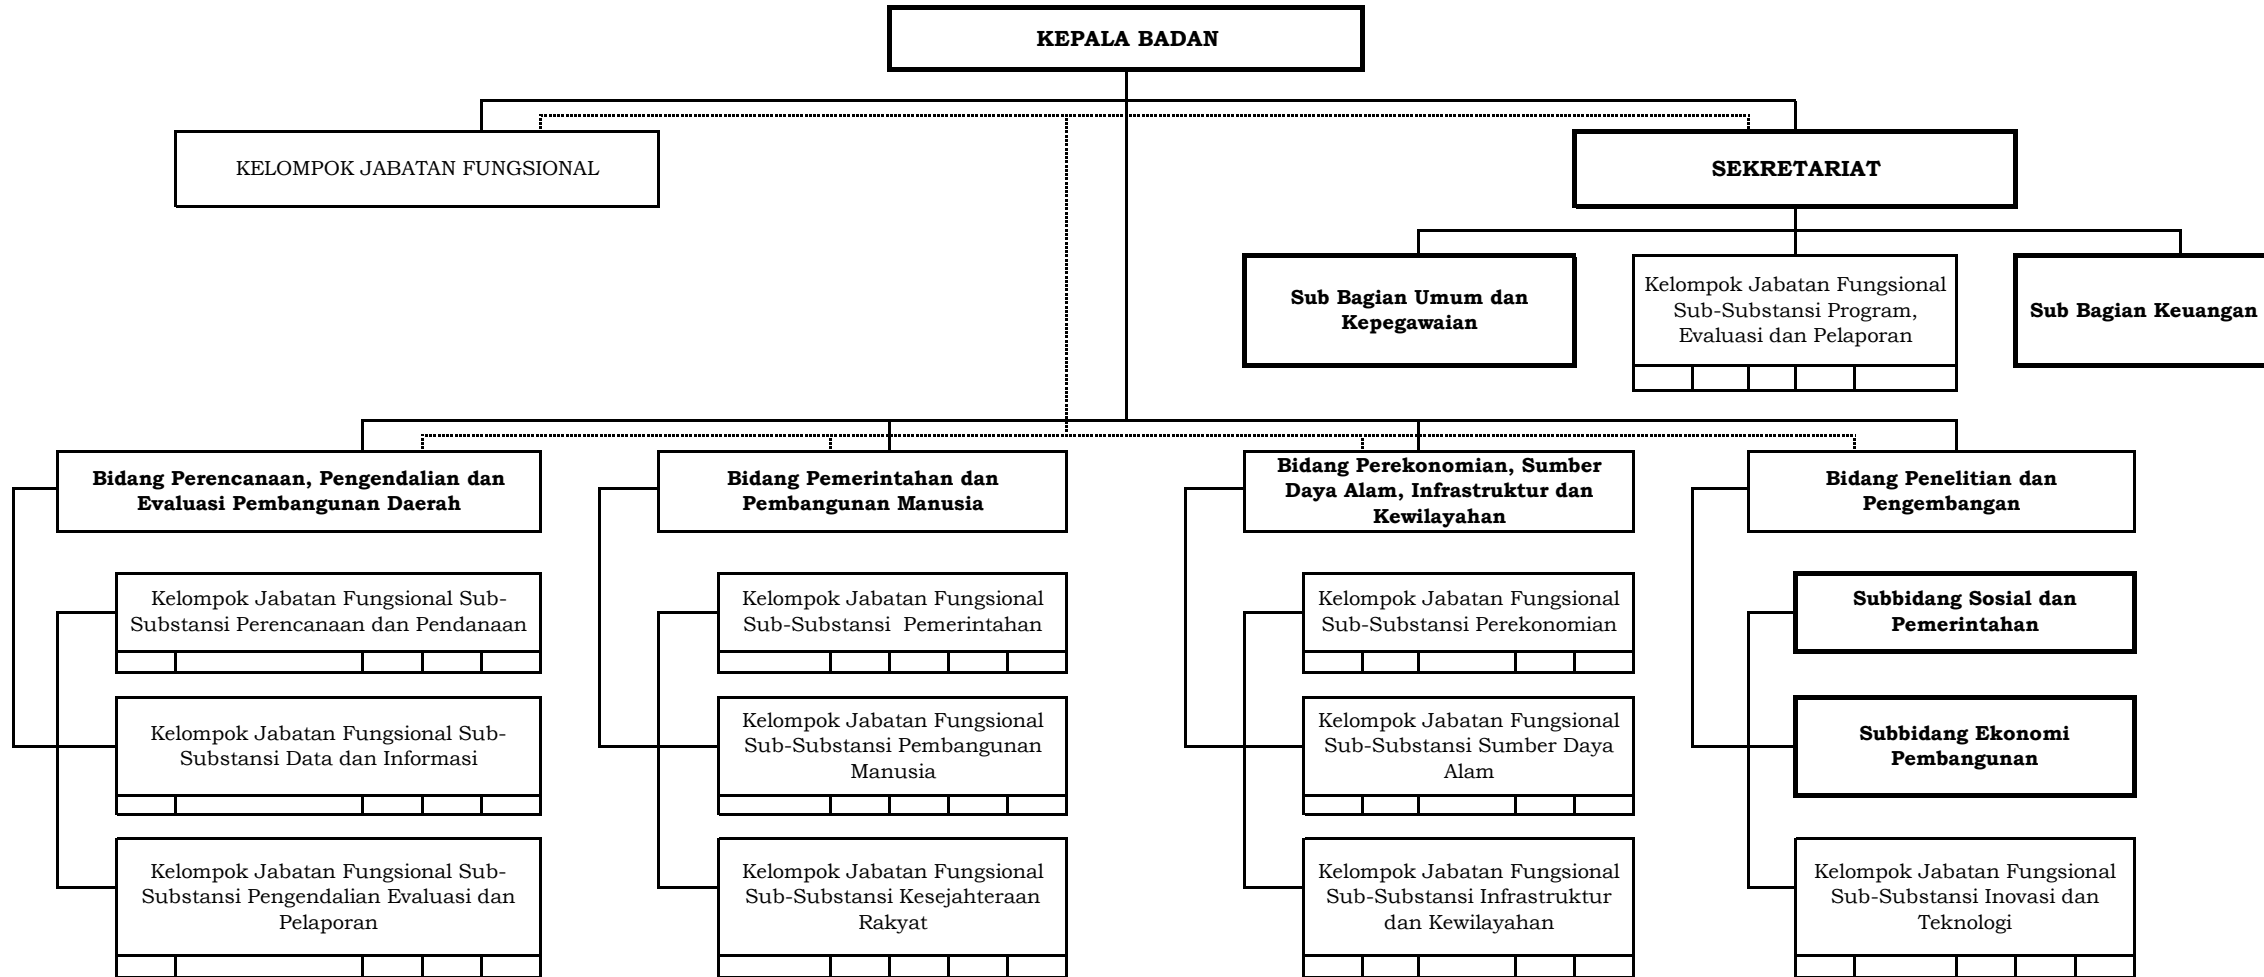 KEPALA BADAN
KELOMPOK JABATAN FUNGSIONAL
SEKRETARIAT
Sub Bagian Umum dan
Kepegawaian
Kelompok Jabatan Fungsional
Sub-Substansi Program,
Evaluasi dan Pelaporan
Sub Bagian Keuangan
Bidang Perencanaan, Pengendalian dan
Evaluasi Pembangunan Daerah
Bidang Pemerintahan dan
Pembangunan Manusia
Bidang Perekonomian, Sumber
Daya Alam, Infrastruktur dan
Kewilayahan
Bidang Penelitian dan
Pengembangan
Kelompok Jabatan Fungsional Sub-
Substansi Perencanaan dan Pendanaan
Kelompok Jabatan Fungsional
Sub-Substansi  Pemerintahan
Kelompok Jabatan Fungsional
Sub-Substansi Perekonomian
Subbidang Sosial dan
Pemerintahan
Kelompok Jabatan Fungsional Sub-
Substansi Data dan Informasi
Kelompok Jabatan Fungsional
Sub-Substansi Pembangunan
Manusia
Kelompok Jabatan Fungsional
Sub-Substansi Sumber Daya
Alam
Subbidang Ekonomi
Pembangunan
Kelompok Jabatan Fungsional Sub-
Substansi Pengendalian Evaluasi dan
Pelaporan
Kelompok Jabatan Fungsional
Sub-Substansi Kesejahteraan
Rakyat
Kelompok Jabatan Fungsional
Sub-Substansi Infrastruktur
dan Kewilayahan
Kelompok Jabatan Fungsional
Sub-Substansi Inovasi dan
Teknologi